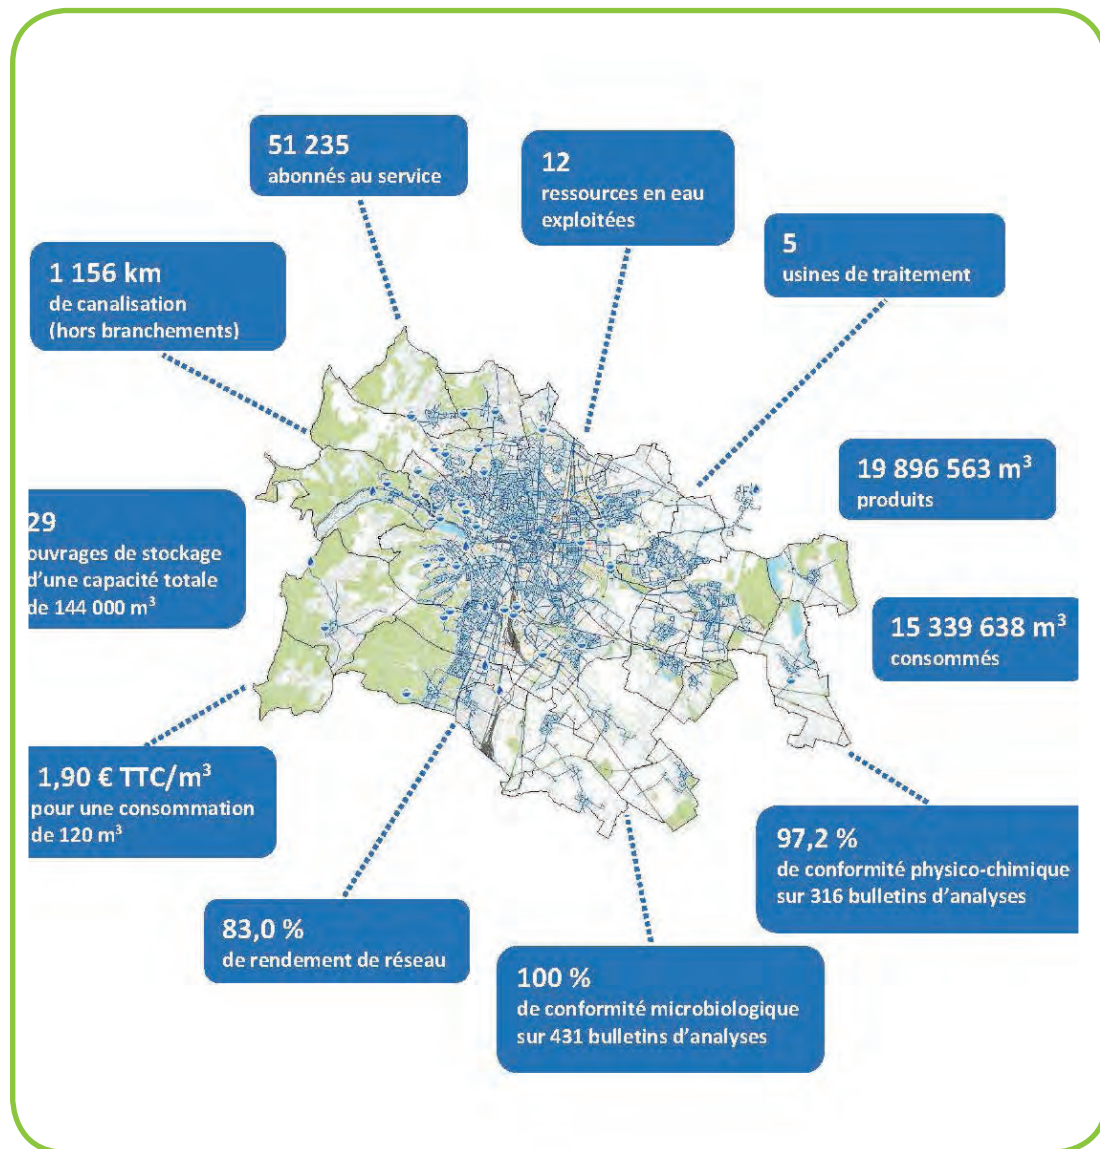 51 235
abonnés au service
12
ressources en eau
exploitées
5
usines de traitement
1 156 km
de canalisation
(hors branchements)
19 896 563 m³
produits
29
ouvrages de stockage
d'une capacité totale
de 144 000 m³
15 339 638 m³
consommés
1,90 € TTC/m³
pour une consommation
de 120 m³
97,2 %
de conformité physico-chimique
sur 316 bulletins d'analyses
83,0 %
de rendement de réseau
100 %
de conformité microbiologique
sur 431 bulletins d'analyses